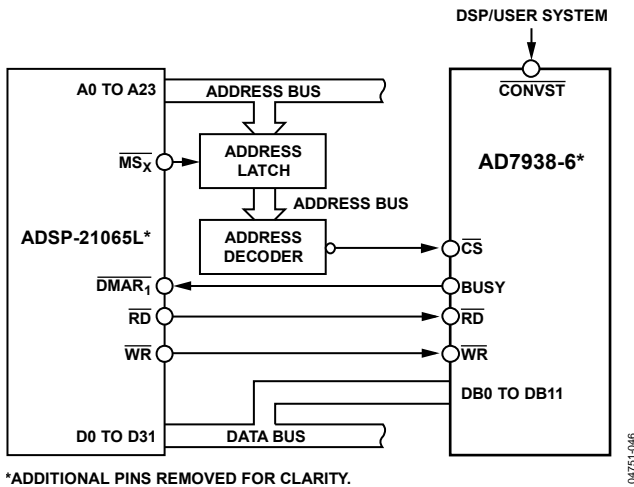 DSP/USER SYSTEM
A0 TO A23
ADDRESS BUS
CONVST
MSX
ADDRESS
LATCH
AD7938-6*
ADDRESS BUS
ADSP-21065L*
ADDRESS
DECODER
CS
DMAR1
BUSY
RD
RD
WR
WR
DB0 TO DB11
D0 TO D31
DATA BUS
*ADDITIONAL PINS REMOVED FOR CLARITY.
04751-046